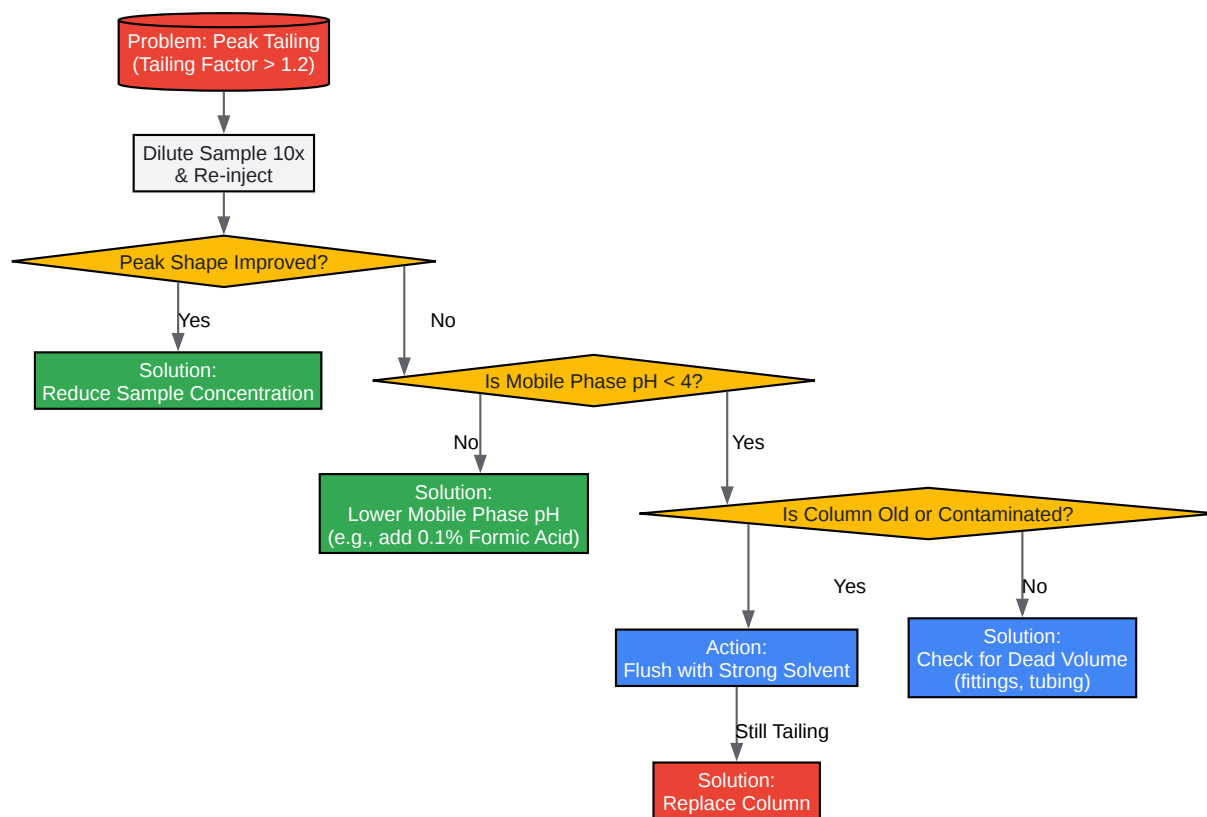 Problem: Peak Tailing
(Tailing Factor > 1.2)
Dilute Sample 10x
& Re-inject
Peak Shape Improved?
Yes
No
Solution:
Reduce Sample Concentration
Is Mobile Phase pH < 4?
No
Yes
Solution:
Lower Mobile Phase pH
(e.g., add 0.1% Formic Acid)
Is Column Old or Contaminated?
Yes
No
Action:
Flush with Strong Solvent
Solution:
Check for Dead Volume
(fittings, tubing)
Still Tailing
Solution:
Replace Column